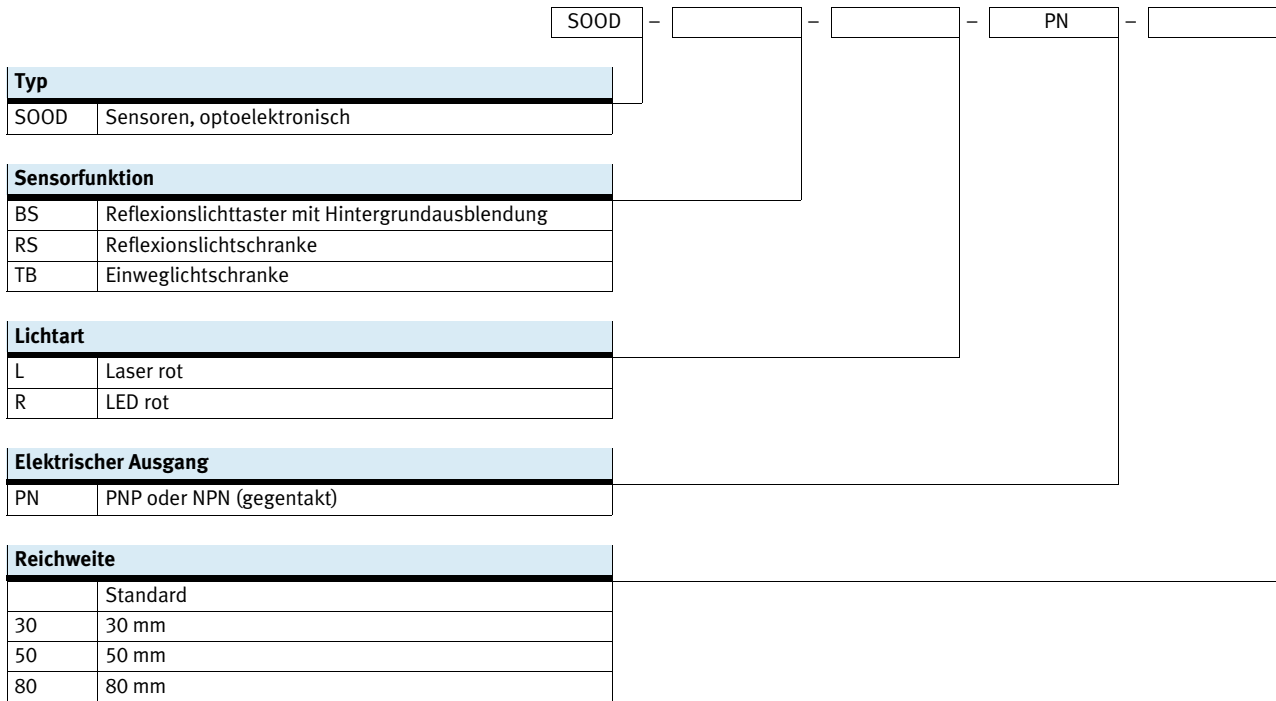 SOOD – – – PN –
Typ
SOOD Sensoren, optoelektronisch
Sensorfunktion
BS Reflexionslichttaster mit Hintergrundausblendung
RS Reflexionslichtschranke
TB Einweglichtschranke
Lichtart
L Laser rot
R LED rot
Elektrischer Ausgang
PN PNP oder NPN (gegentakt)
Reichweite
Standard
30 30 mm
50 50 mm
80 80 mm